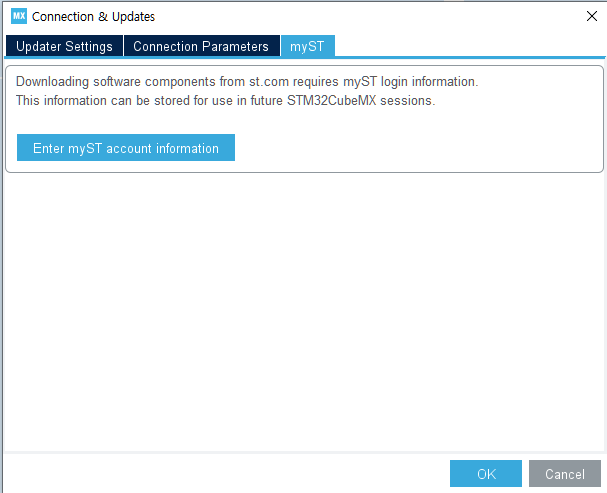 MX Connection & Updates
Updater Settings Connection Parameters myST
Downloading software components from st.com requires myST login information.
This information can be stored for use in future STM32CubeMX sessions.
Enter myST account information
OK Cancel